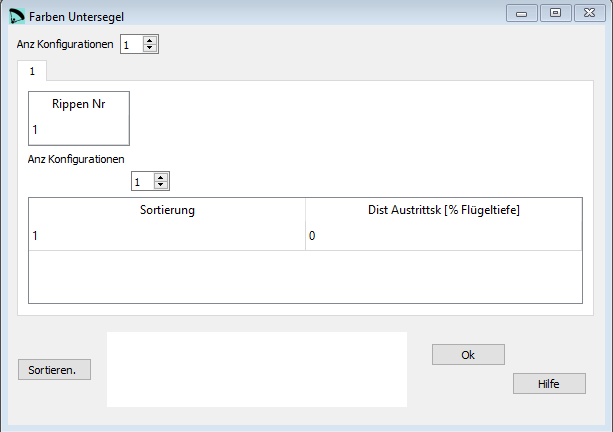 Farben Untersegel
Anz Konfigurationen 1
1
Rippen Nr
1
Anz Konfigurationen
1
Sortierung Dist Austrittsk [% Flügeltiefe]
1 0
Sortieren.
Ok
Hilfe